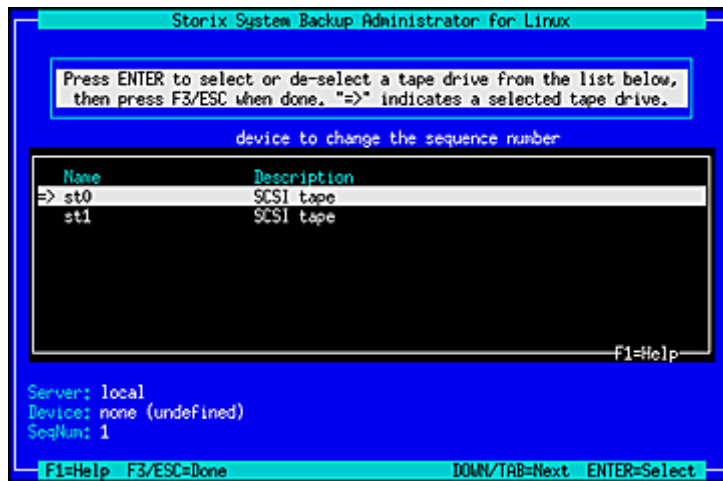 Storix System Backup Administrator for Linux
Press ENTER to select or de-select a tape drive from the list below,
then press F3/ESC when done. "=>" indicates a selected tape drive.
device to change the sequence number
Name Description
=> st0 SCSI tape
st1 SCSI tape
F1=Help
Server: local
Device: none (undefined)
SeqNum: 1
F1=Help F3/ESC=Done DOWN/TAB=Next ENTER=Select